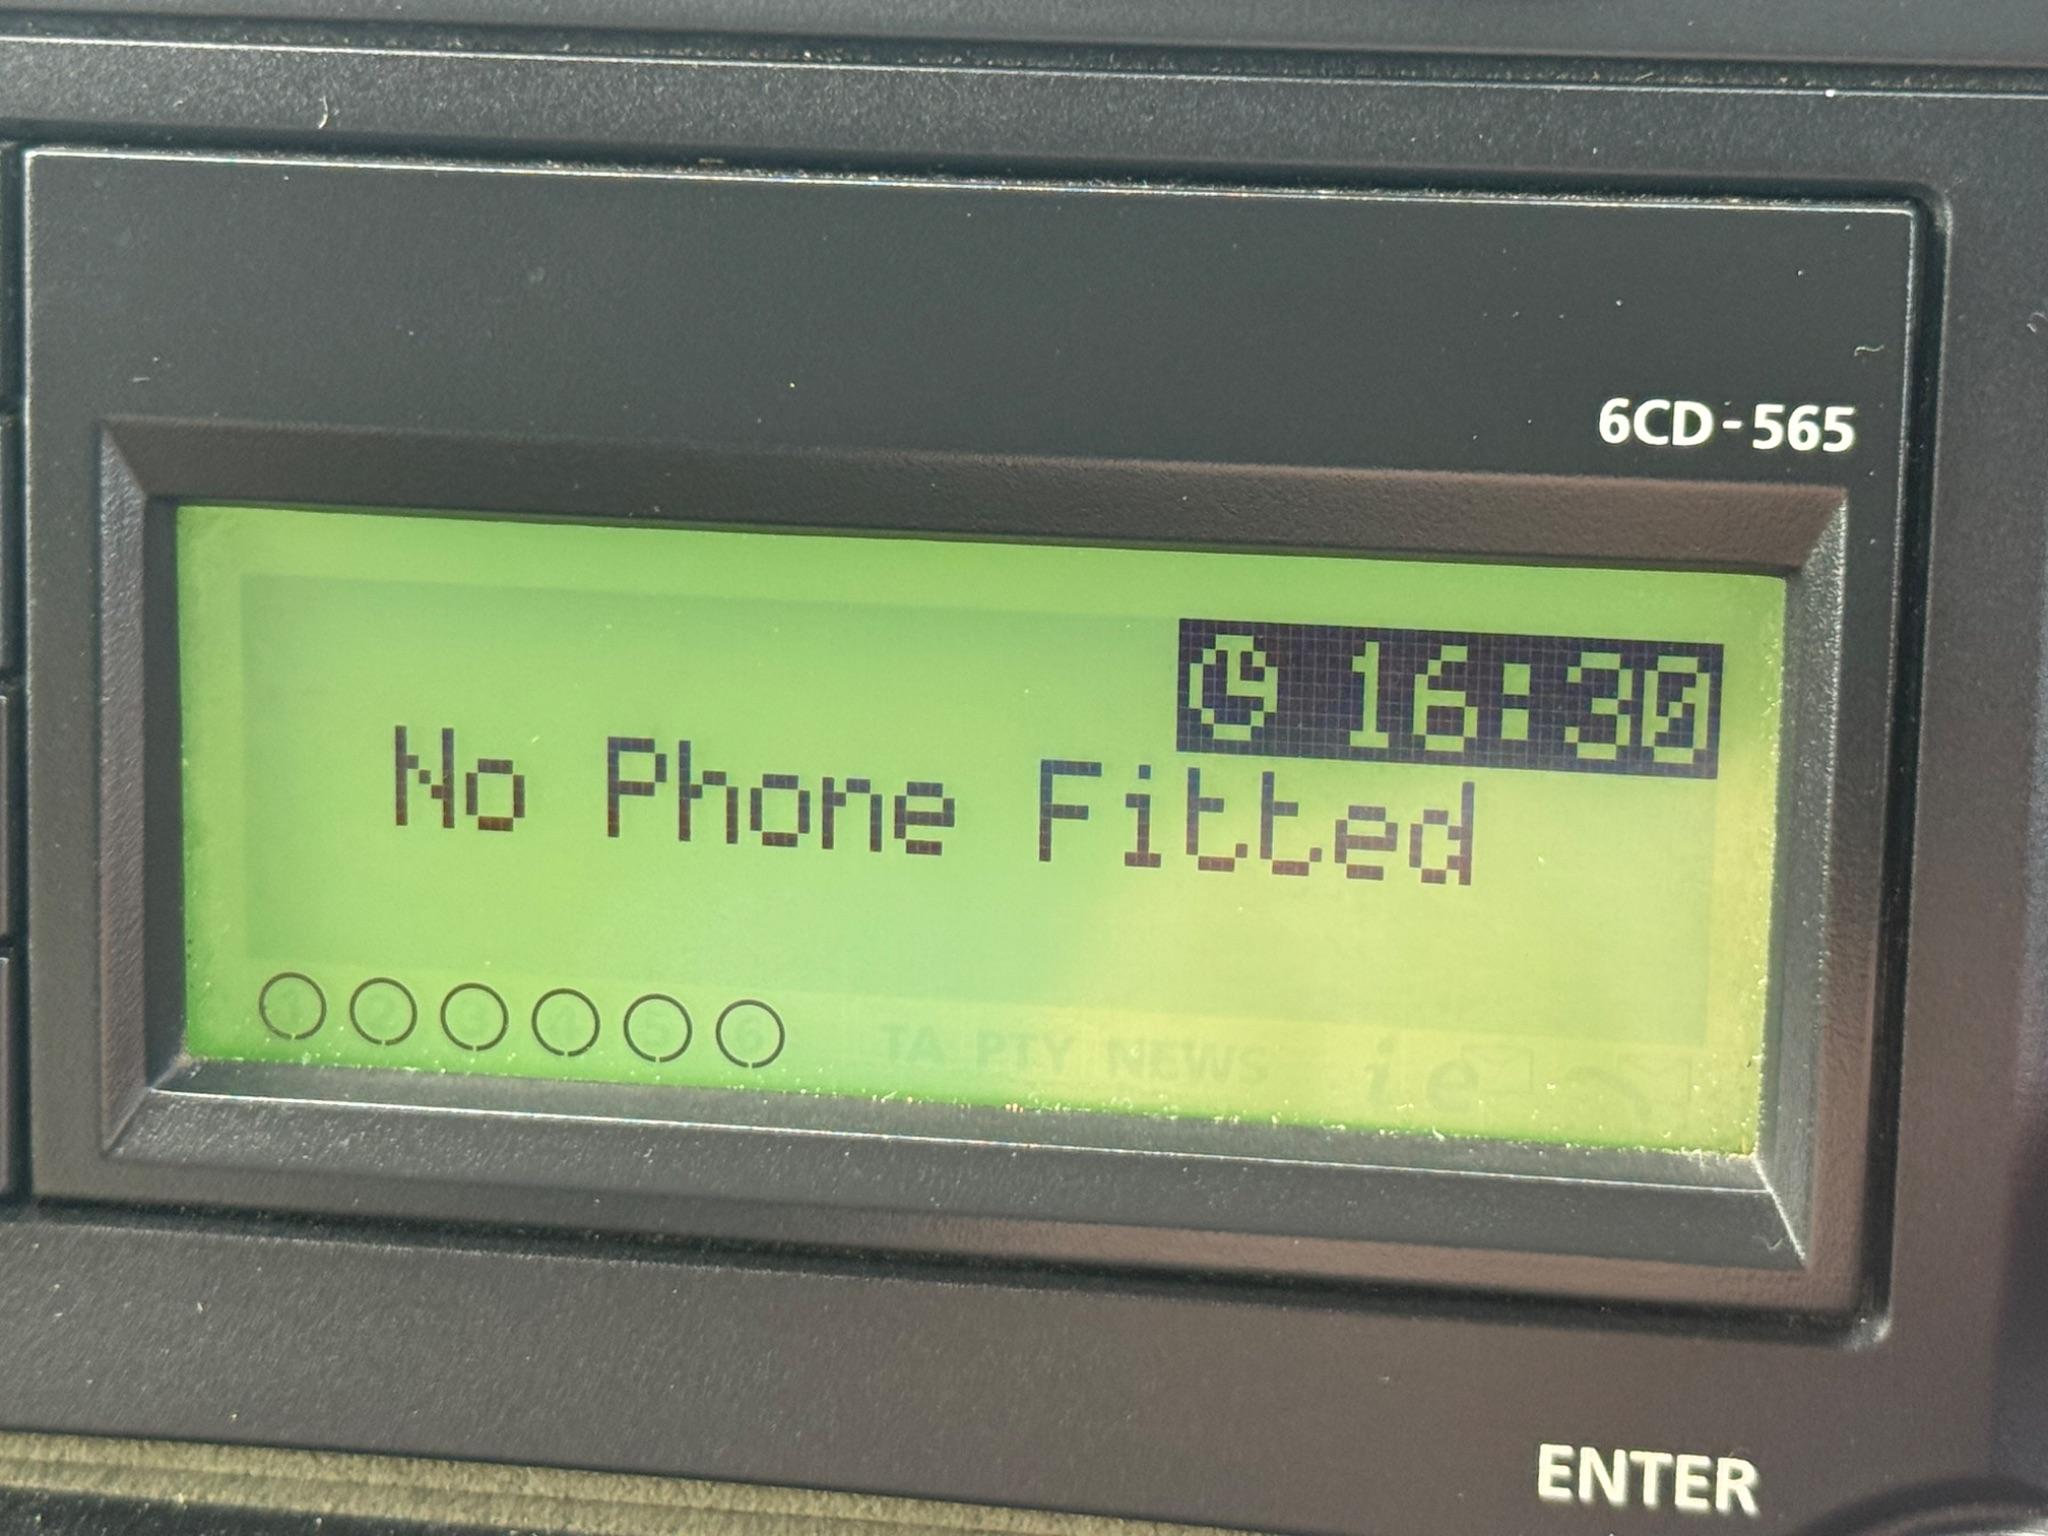 6CD-565
16:30
No Phone Fitted
1 2 3 4 5 6 TA PTY NEWS i e
ENTER